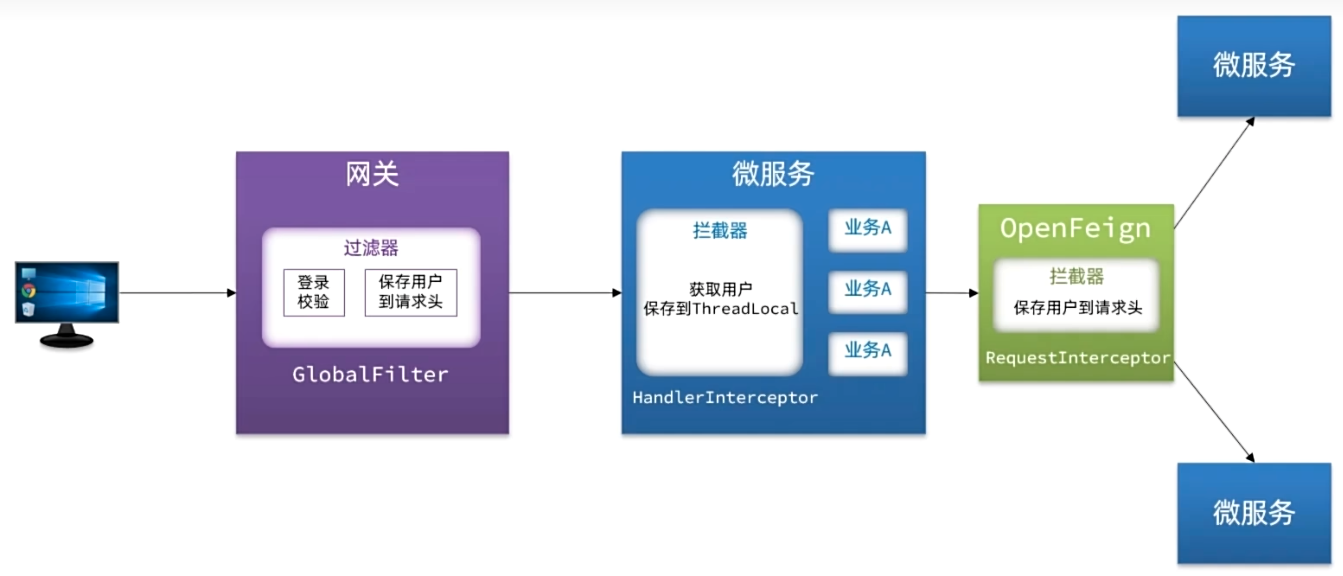 网关
过滤器
登录
校验
保存用户
到请求头
GlobalFilter
微服务
拦截器
获取用户
保存到ThreadLocal
HandlerInterceptor
业务A
业务A
业务A
OpenFeign
拦截器
保存用户到请求头
RequestInterceptor
微服务
微服务